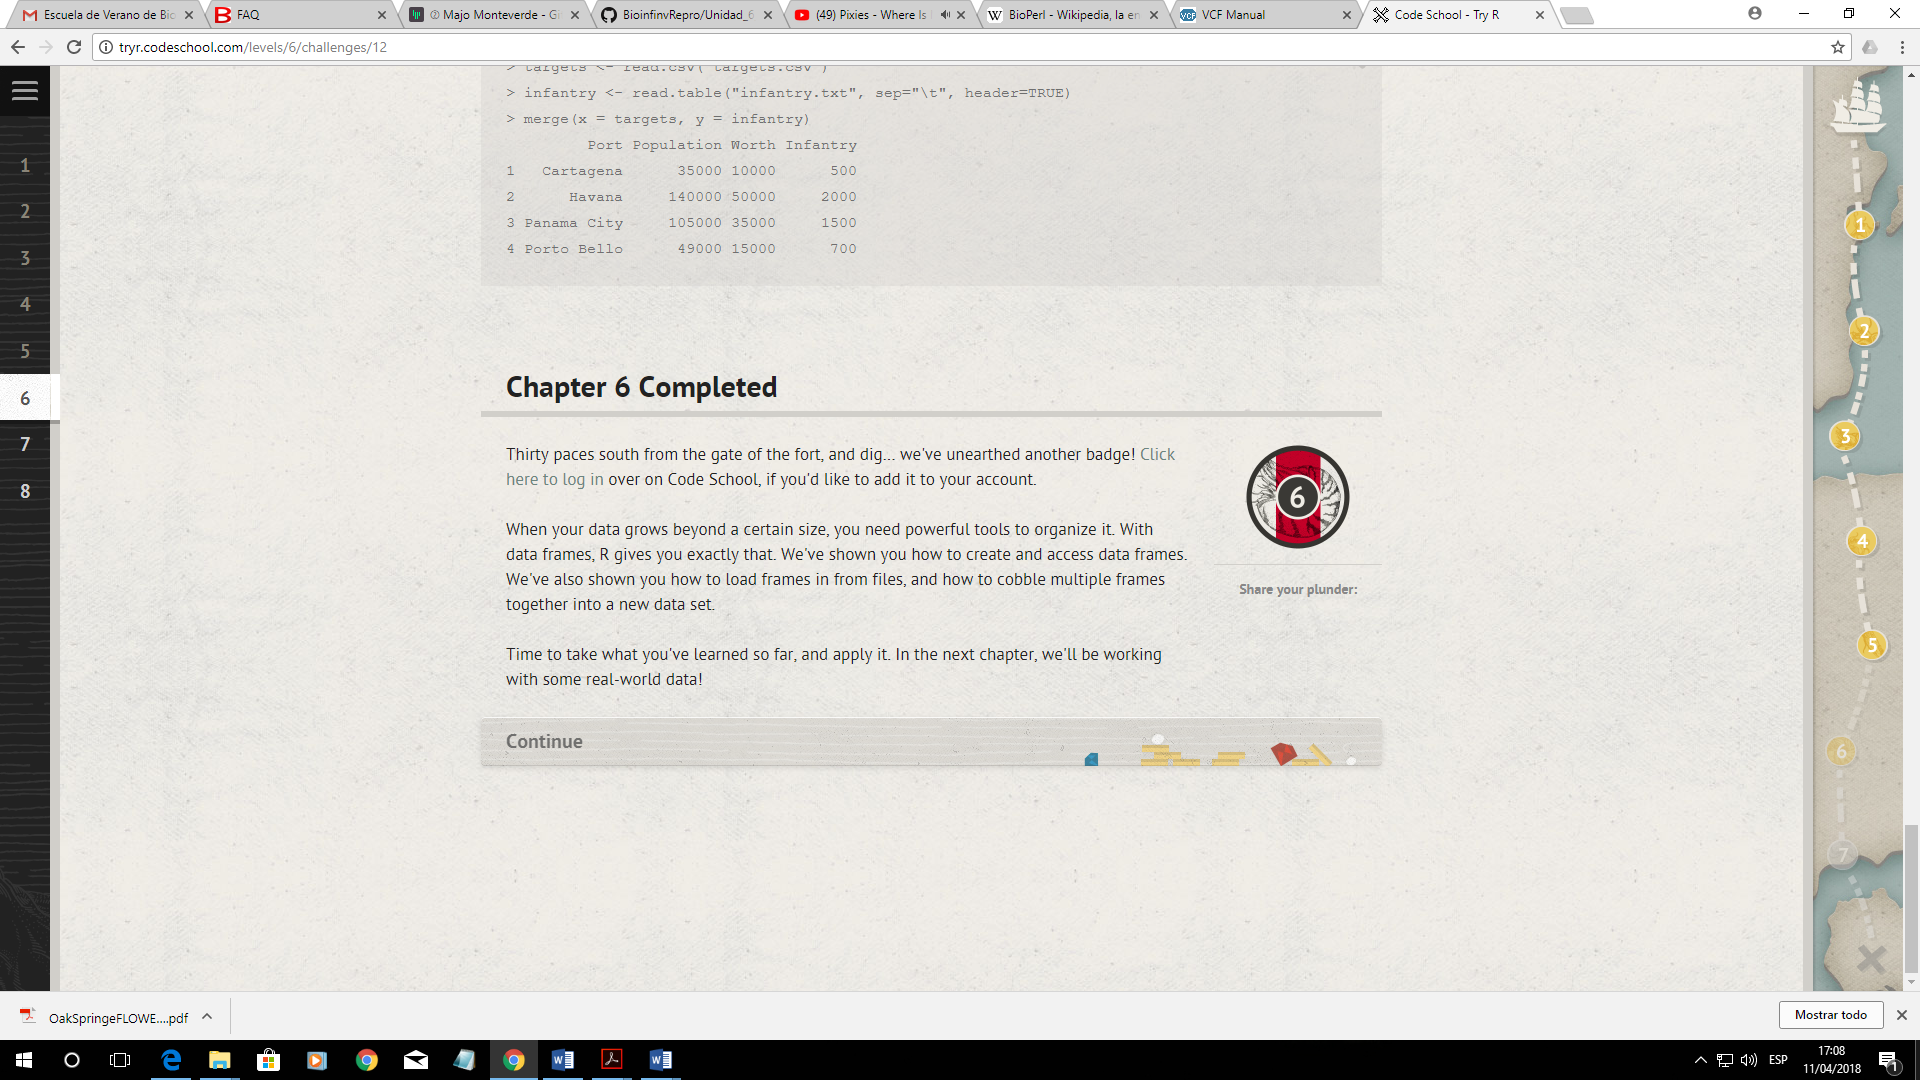 Escuela de Verano de Bio
FAQ
Majo Monteverde - Gi
BioinfinvRepro/Unidad_6
(49) Pixies - Where Is
BioPerl - Wikipedia, la en
VCF Manual
Code School - Try R
tryr.codeschool.com/levels/6/challenges/12
> targets <- read.csv("targets.csv")
> infantry <- read.table("infantry.txt", sep="\t", header=TRUE)
> merge(x = targets, y = infantry)
Port Population Worth Infantry
1 Cartagena 35000 10000 500
2 Havana 140000 50000 2000
3 Panama City 105000 35000 1500
4 Porto Bello 49000 15000 700
1
2
3
4
5
6
7
8
Chapter 6 Completed
Thirty paces south from the gate of the fort, and dig... we've unearthed another badge! Click
here to log in over on Code School, if you'd like to add it to your account.
When your data grows beyond a certain size, you need powerful tools to organize it. With
data frames, R gives you exactly that. We've shown you how to create and access data frames.
We've also shown you how to load frames in from files, and how to cobble multiple frames
together into a new data set.
Time to take what you've learned so far, and apply it. In the next chapter, we'll be working
with some real-world data!
6
Share your plunder:
Continue
1
2
3
4
5
6
7
OakSpringeFLOWE....pdf
Mostrar todo
ESP
17:08
11/04/2018
1